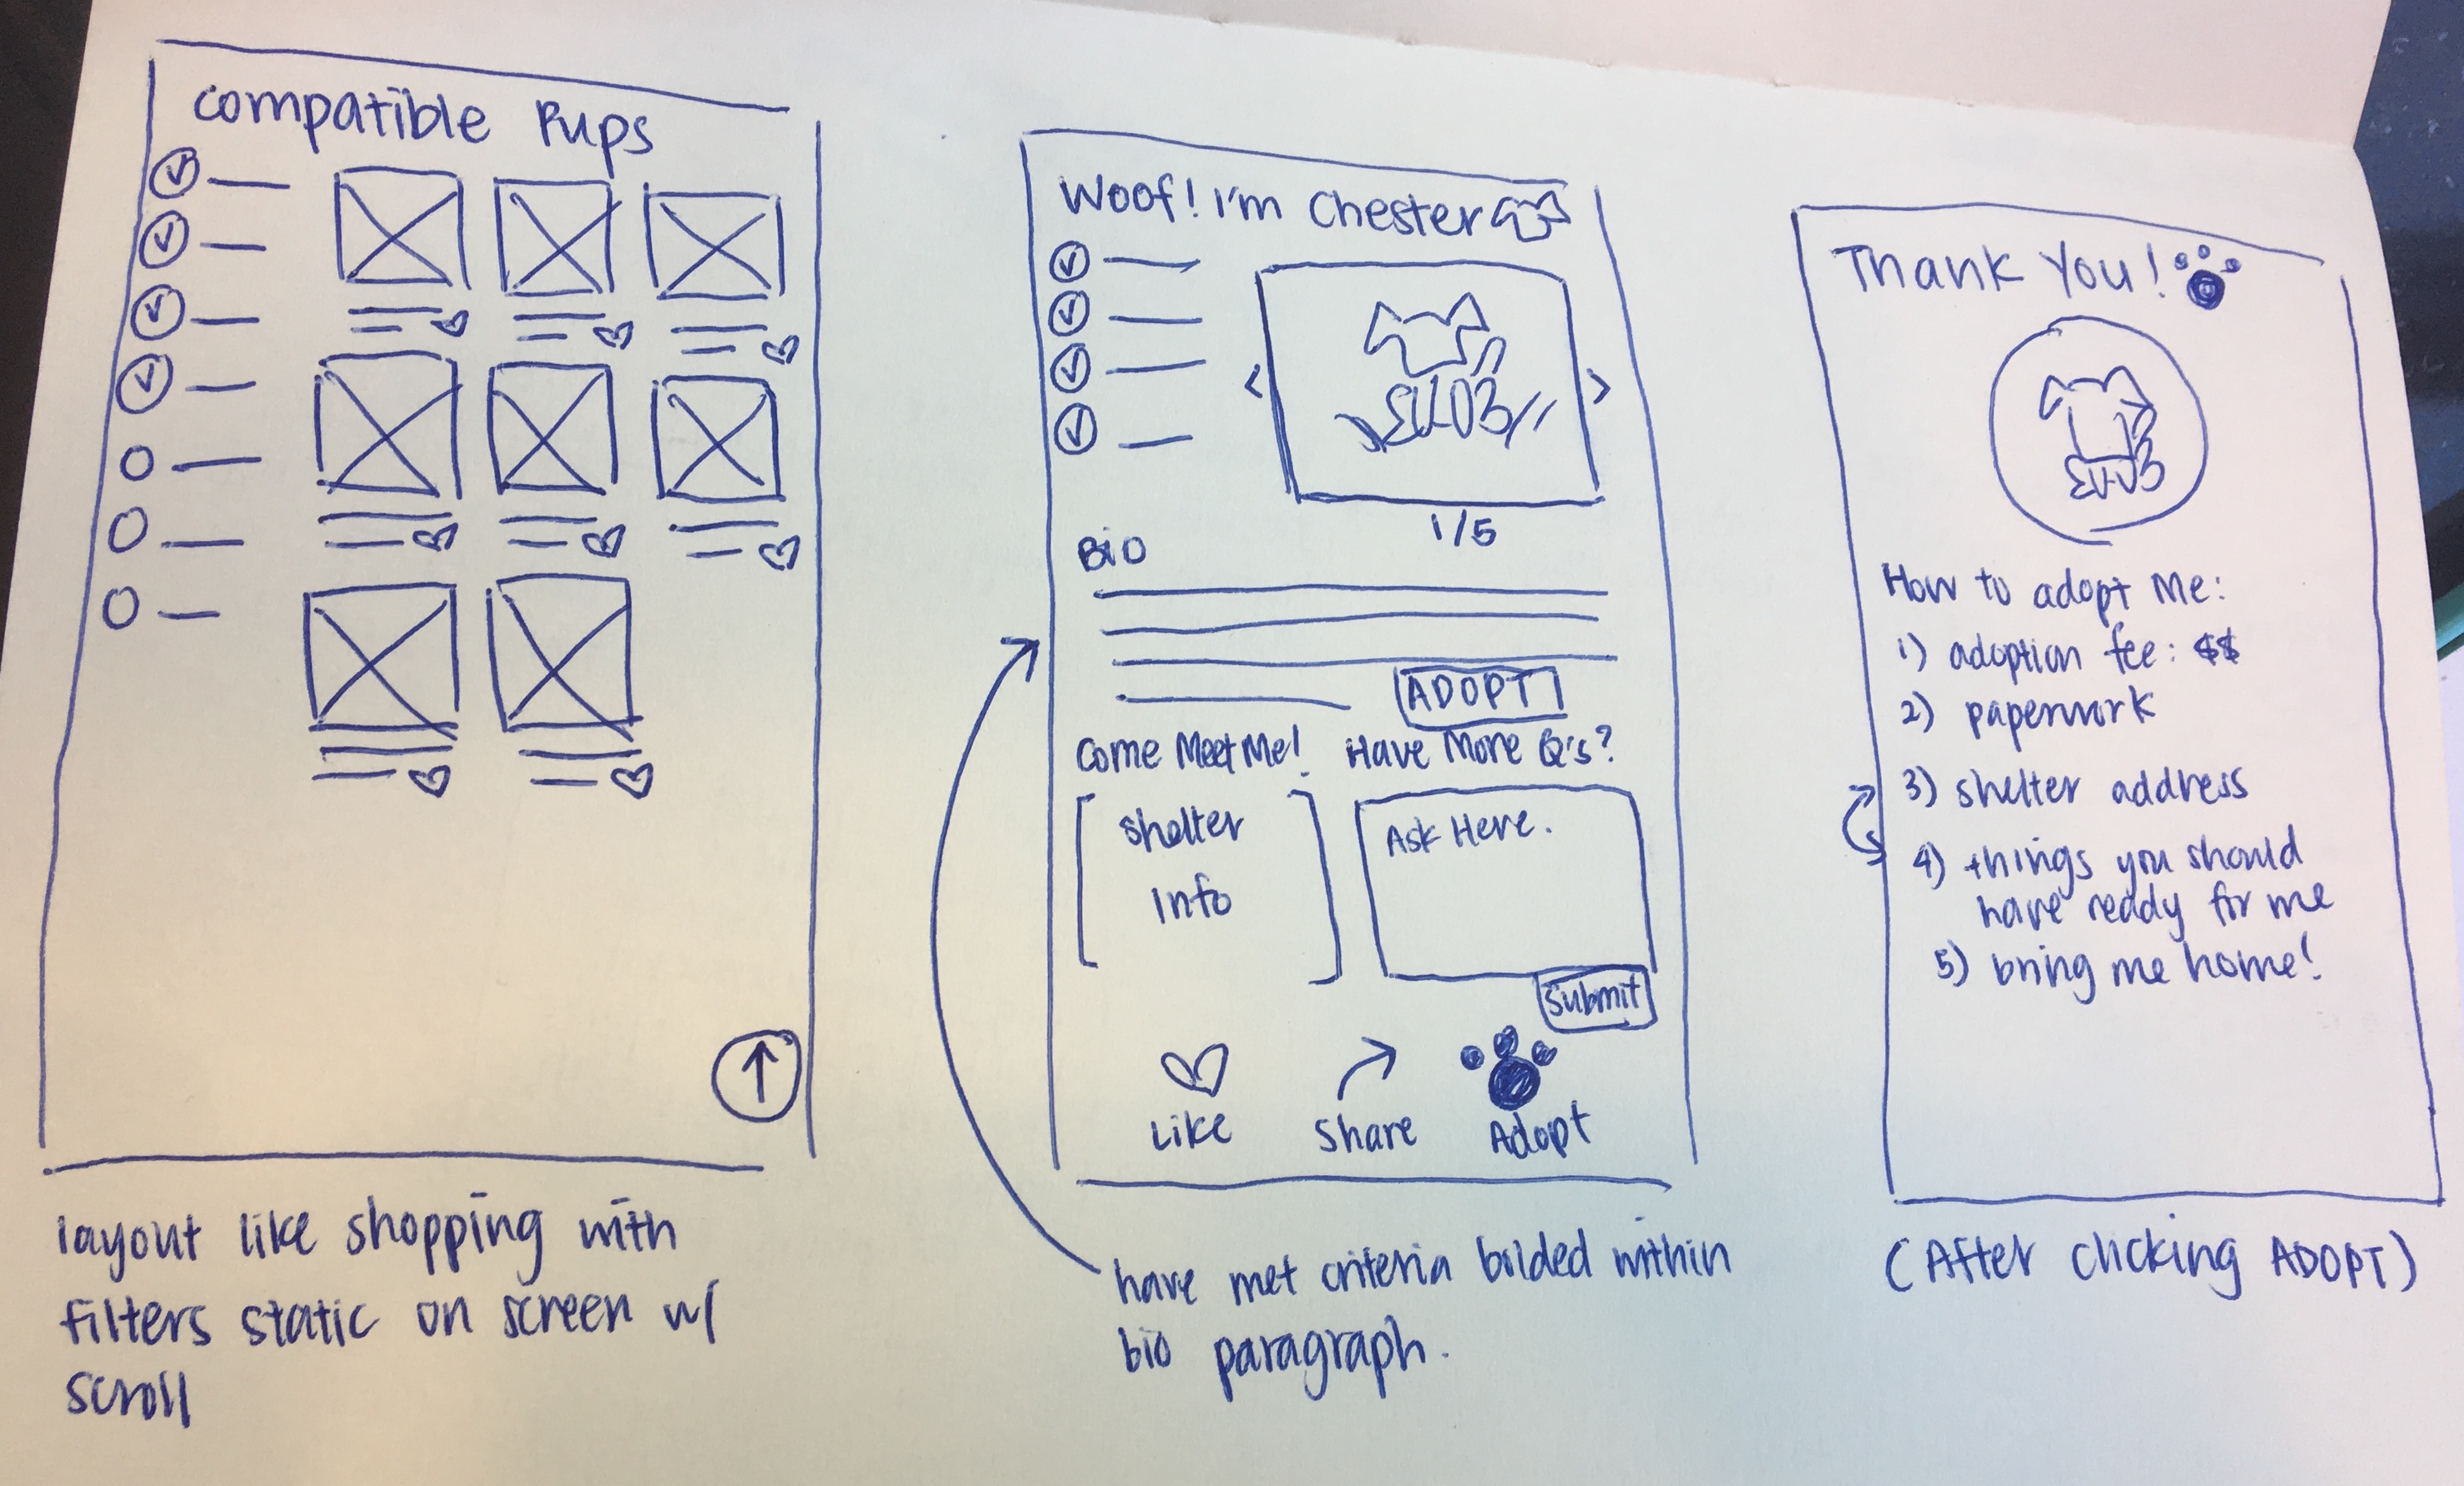 compatible Pups
layout like shopping with
filters static on screen w/
scroll
Woof! I'm Chester
1/5
Bio
ADOPT
Come Meet Me!
Shelter
Info
Have More Q's?
Ask Here.
Submit
Like
Share
Adopt
have met criteria bolded within
bio paragraph.
Thank You!
How to adopt Me:
1) adoption fee: $$
2) paperwork
3) shelter address
4) things you should
have ready for me
5) bring me home!
(After clicking ADOPT)